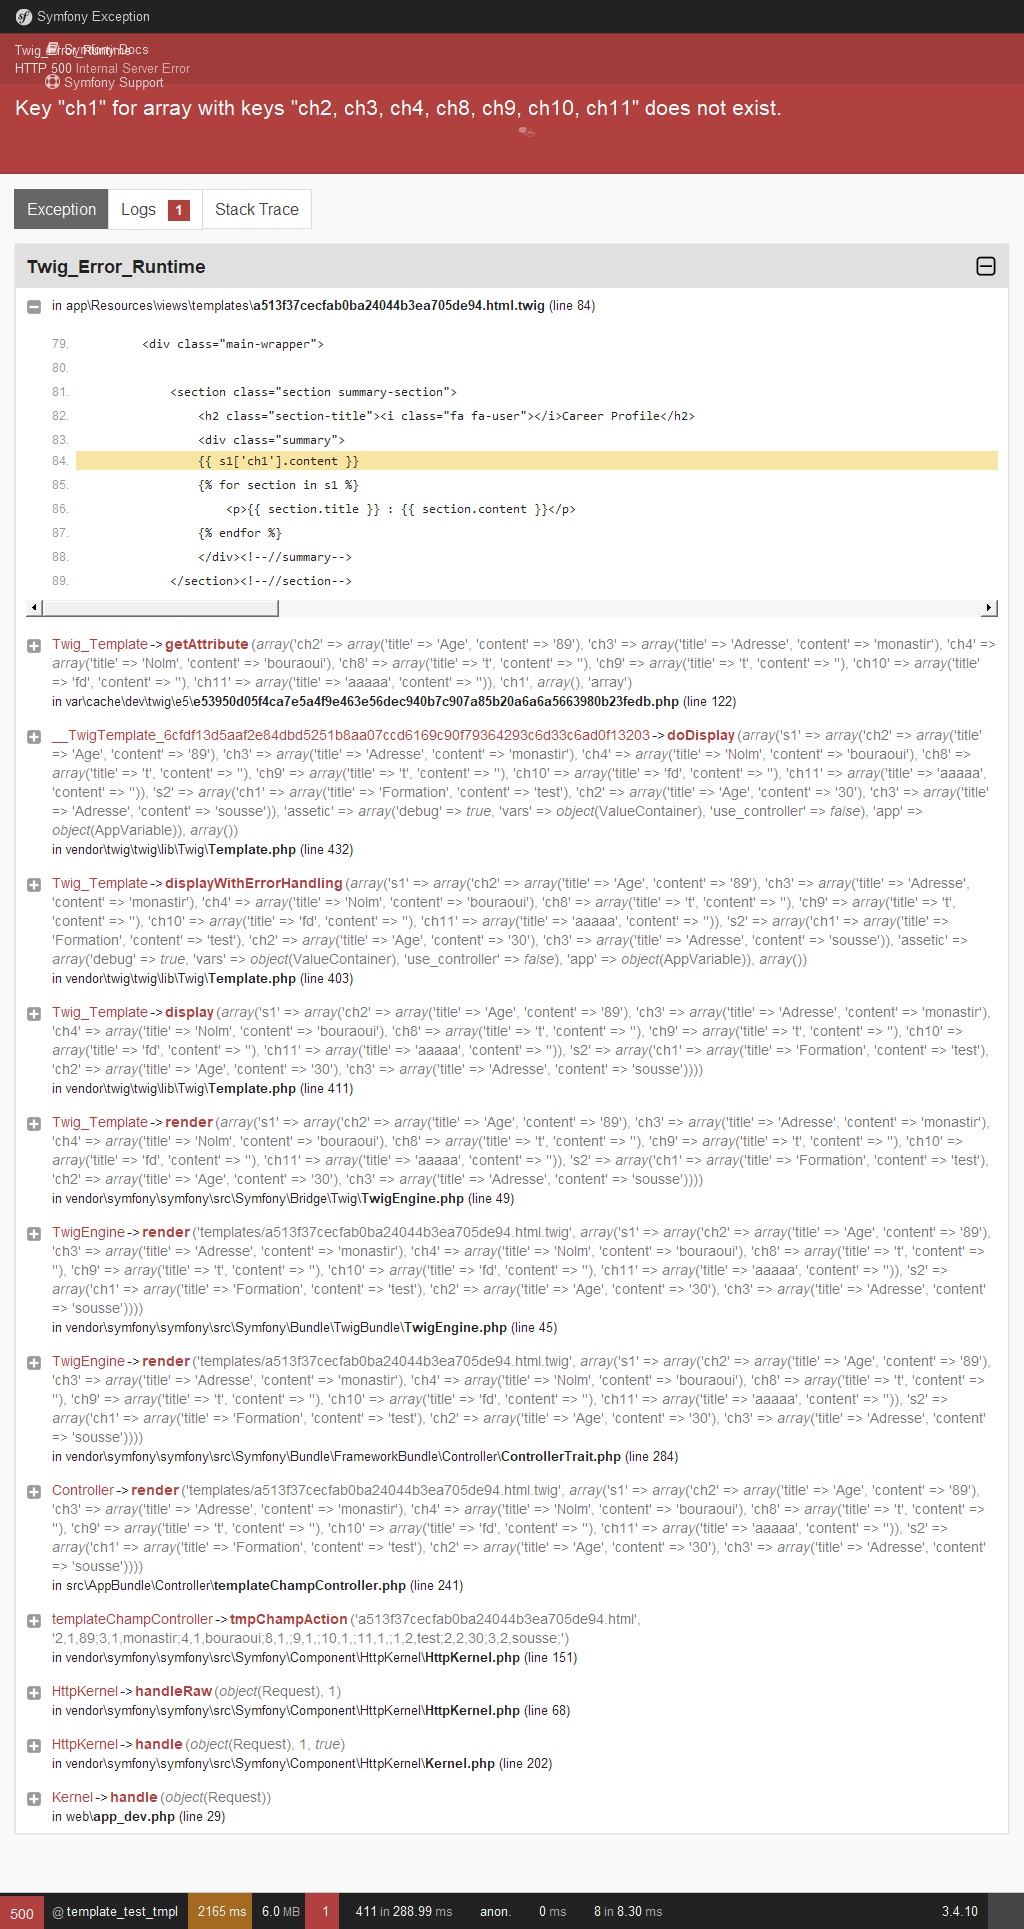 Symfony Exception
Symfony Docs
Twig_Error_Runtime
HTTP 500 Internal Server Error
Symfony Support
Key "ch1" for array with keys "ch2, ch3, ch4, ch8, ch9, ch10, ch11" does not exist.
Exception Logs 1 Stack Trace
Twig_Error_Runtime
in app\Resources\views\templates\a513f37cecfab0ba24044b3ea705de94.html.twig (line 84)
79. <div class="main-wrapper">
80.
81. <section class="section summary-section">
82. <h2 class="section-title"><i class="fa fa-user"></i>Career Profile</h2>
83. <div class="summary">
84. {{ s1['ch1'].content }}
85. {% for section in s1 %}
86. <p>{{ section.title }} : {{ section.content }}</p>
87. {% endfor %}
88. </div><!--//summary-->
89. </section><!--//section-->
Twig_Template->getAttribute(array('ch2' => array('title' => 'Age', 'content' => '89'), 'ch3' => array('title' => 'Adresse', 'content' => 'monastir'), 'ch4' =>
array('title' => 'Nolm', 'content' => 'bouraoui'), 'ch8' => array('title' => 't', 'content' => ''), 'ch9' => array('title' => 't', 'content' => ''), 'ch10' => array('title'
=> 'fd', 'content' => ''), 'ch11' => array('title' => 'aaaaa', 'content' => '')), 'ch1', array(), 'array')
in var\cache\dev\twig\e5\e53950d05f4ca7e5a4f9e463e56dec940b7c907a85b20a6a6a5663980b23fedb.php (line 122)
__TwigTemplate_6cfdf13d5aaf2e84dbd5251b8aa07ccd6169c90f79364293c6d33c6ad0f13203->doDisplay(array('s1' => array('ch2' => array('title'
=> 'Age', 'content' => '89'), 'ch3' => array('title' => 'Adresse', 'content' => 'monastir'), 'ch4' => array('title' => 'Nolm', 'content' => 'bouraoui'), 'ch8' =>
array('title' => 't', 'content' => ''), 'ch9' => array('title' => 't', 'content' => ''), 'ch10' => array('title' => 'fd', 'content' => ''), 'ch11' => array('title' => 'aaaaa',
'content' => '')), 's2' => array('ch1' => array('title' => 'Formation', 'content' => 'test'), 'ch2' => array('title' => 'Age', 'content' => '30'), 'ch3' => array('title'
=> 'Adresse', 'content' => 'sousse')), 'assetic' => array('debug' => true, 'vars' => object(ValueContainer), 'use_controller' => false), 'app' =>
object(AppVariable)), array())
in vendor\twig\twig\lib\Twig\Template.php (line 432)
Twig_Template->displayWithErrorHandling(array('s1' => array('ch2' => array('title' => 'Age', 'content' => '89'), 'ch3' => array('title' => 'Adresse',
'content' => 'monastir'), 'ch4' => array('title' => 'Nolm', 'content' => 'bouraoui'), 'ch8' => array('title' => 't', 'content' => ''), 'ch9' => array('title' => 't',
'content' => ''), 'ch10' => array('title' => 'fd', 'content' => ''), 'ch11' => array('title' => 'aaaaa', 'content' => '')), 's2' => array('ch1' => array('title' =>
'Formation', 'content' => 'test'), 'ch2' => array('title' => 'Age', 'content' => '30'), 'ch3' => array('title' => 'Adresse', 'content' => 'sousse')), 'assetic' =>
array('debug' => true, 'vars' => object(ValueContainer), 'use_controller' => false), 'app' => object(AppVariable)), array())
in vendor\twig\twig\lib\Twig\Template.php (line 403)
Twig_Template->display(array('s1' => array('ch2' => array('title' => 'Age', 'content' => '89'), 'ch3' => array('title' => 'Adresse', 'content' => 'monastir'),
'ch4' => array('title' => 'Nolm', 'content' => 'bouraoui'), 'ch8' => array('title' => 't', 'content' => ''), 'ch9' => array('title' => 't', 'content' => ''), 'ch10' =>
array('title' => 'fd', 'content' => ''), 'ch11' => array('title' => 'aaaaa', 'content' => '')), 's2' => array('ch1' => array('title' => 'Formation', 'content' => 'test'),
'ch2' => array('title' => 'Age', 'content' => '30'), 'ch3' => array('title' => 'Adresse', 'content' => 'sousse'))))
in vendor\twig\twig\lib\Twig\Template.php (line 411)
Twig_Template->render(array('s1' => array('ch2' => array('title' => 'Age', 'content' => '89'), 'ch3' => array('title' => 'Adresse', 'content' => 'monastir'),
'ch4' => array('title' => 'Nolm', 'content' => 'bouraoui'), 'ch8' => array('title' => 't', 'content' => ''), 'ch9' => array('title' => 't', 'content' => ''), 'ch10' =>
array('title' => 'fd', 'content' => ''), 'ch11' => array('title' => 'aaaaa', 'content' => '')), 's2' => array('ch1' => array('title' => 'Formation', 'content' => 'test'),
'ch2' => array('title' => 'Age', 'content' => '30'), 'ch3' => array('title' => 'Adresse', 'content' => 'sousse'))))
in vendor\symfony\symfony\src\Symfony\Bridge\Twig\TwigEngine.php (line 49)
TwigEngine->render('templates/a513f37cecfab0ba24044b3ea705de94.html.twig', array('s1' => array('ch2' => array('title' => 'Age', 'content' => '89'),
'ch3' => array('title' => 'Adresse', 'content' => 'monastir'), 'ch4' => array('title' => 'Nolm', 'content' => 'bouraoui'), 'ch8' => array('title' => 't', 'content' =>
''), 'ch9' => array('title' => 't', 'content' => ''), 'ch10' => array('title' => 'fd', 'content' => ''), 'ch11' => array('title' => 'aaaaa', 'content' => '')), 's2' =>
array('ch1' => array('title' => 'Formation', 'content' => 'test'), 'ch2' => array('title' => 'Age', 'content' => '30'), 'ch3' => array('title' => 'Adresse', 'content'
=> 'sousse'))))
in vendor\symfony\symfony\src\Symfony\Bundle\TwigBundle\TwigEngine.php (line 45)
TwigEngine->render('templates/a513f37cecfab0ba24044b3ea705de94.html.twig', array('s1' => array('ch2' => array('title' => 'Age', 'content' => '89'),
'ch3' => array('title' => 'Adresse', 'content' => 'monastir'), 'ch4' => array('title' => 'Nolm', 'content' => 'bouraoui'), 'ch8' => array('title' => 't', 'content' =>
''), 'ch9' => array('title' => 't', 'content' => ''), 'ch10' => array('title' => 'fd', 'content' => ''), 'ch11' => array('title' => 'aaaaa', 'content' => '')), 's2' =>
array('ch1' => array('title' => 'Formation', 'content' => 'test'), 'ch2' => array('title' => 'Age', 'content' => '30'), 'ch3' => array('title' => 'Adresse', 'content'
=> 'sousse'))))
in vendor\symfony\symfony\src\Symfony\Bundle\FrameworkBundle\Controller\ControllerTrait.php (line 284)
Controller->render('templates/a513f37cecfab0ba24044b3ea705de94.html.twig', array('s1' => array('ch2' => array('title' => 'Age', 'content' => '89'),
'ch3' => array('title' => 'Adresse', 'content' => 'monastir'), 'ch4' => array('title' => 'Nolm', 'content' => 'bouraoui'), 'ch8' => array('title' => 't', 'content' =>
''), 'ch9' => array('title' => 't', 'content' => ''), 'ch10' => array('title' => 'fd', 'content' => ''), 'ch11' => array('title' => 'aaaaa', 'content' => '')), 's2' =>
array('ch1' => array('title' => 'Formation', 'content' => 'test'), 'ch2' => array('title' => 'Age', 'content' => '30'), 'ch3' => array('title' => 'Adresse', 'content'
=> 'sousse'))))
in src\AppBundle\Controller\templateChampController.php (line 241)
templateChampController->tmpChampAction('a513f37cecfab0ba24044b3ea705de94.html',
'2,1,89;3,1,monastir;4,1,bouraoui;8,1,;9,1,;10,1,;11,1,;1,2,test;2,2,30;3,2,sousse;')
in vendor\symfony\symfony\src\Symfony\Component\HttpKernel\HttpKernel.php (line 151)
HttpKernel->handleRaw(object(Request), 1)
in vendor\symfony\symfony\src\Symfony\Component\HttpKernel\HttpKernel.php (line 68)
HttpKernel->handle(object(Request), 1, true)
in vendor\symfony\symfony\src\Symfony\Component\HttpKernel\Kernel.php (line 202)
Kernel->handle(object(Request))
in web\app_dev.php (line 29)
500 @ template_test_tmpl 2165 ms 6.0 MB 1 411 in 288.99 ms anon. 0 ms 8 in 8.30 ms 3.4.10